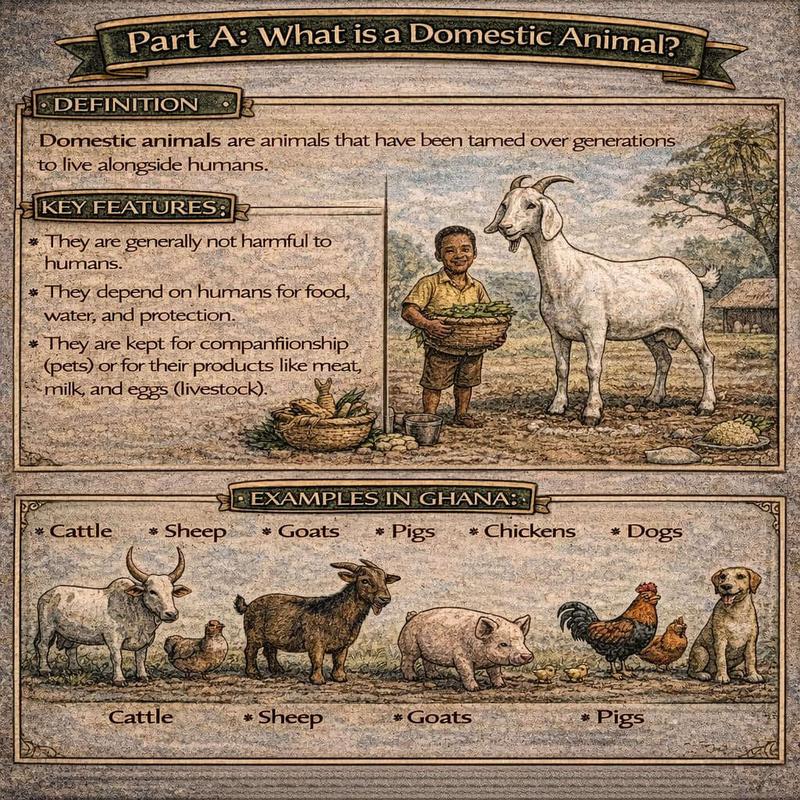 Part A: What is a Domestic Animal?
• DEFINITION •
Domestic animals are animals that have been tamed over generations
to live alongside humans.
KEY FEATURES:
* They are generally not harmful to
humans.
* They depend on humans for food,
water, and protection.
* They are kept for companfiionship
(pets) or for their products like meat,
milk, and eggs (livestock).
• EXAMPLES IN GHANA: •
* Cattle * Sheep * Goats * Pigs * Chickens * Dogs
Cattle * Sheep * Goats * Pigs